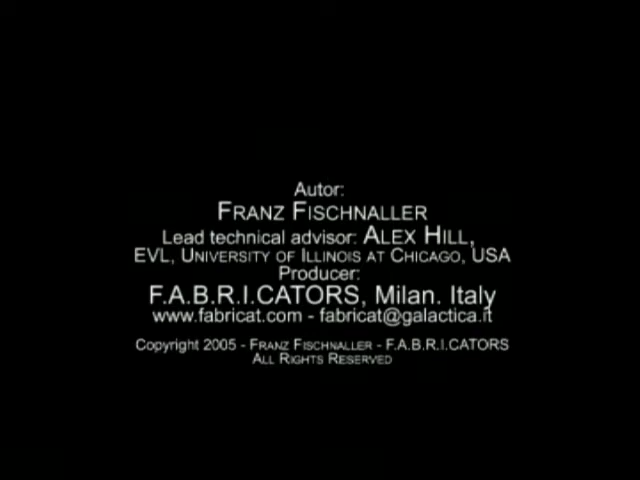 Autor:
FRANZ FISCHNALLER
Lead technical advisor: ALEX HILL,
EVL, UNIVERSITY OF ILLINOIS AT CHICAGO, USA
Producer:
F.A.B.R.I.CATORS, Milan. Italy
www.fabricat.com - fabricat@galactica.it
Copyright 2005 - FRANZ FISCHNALLER - F.A.B.R.I.CATORS
ALL RIGHTS RESERVED